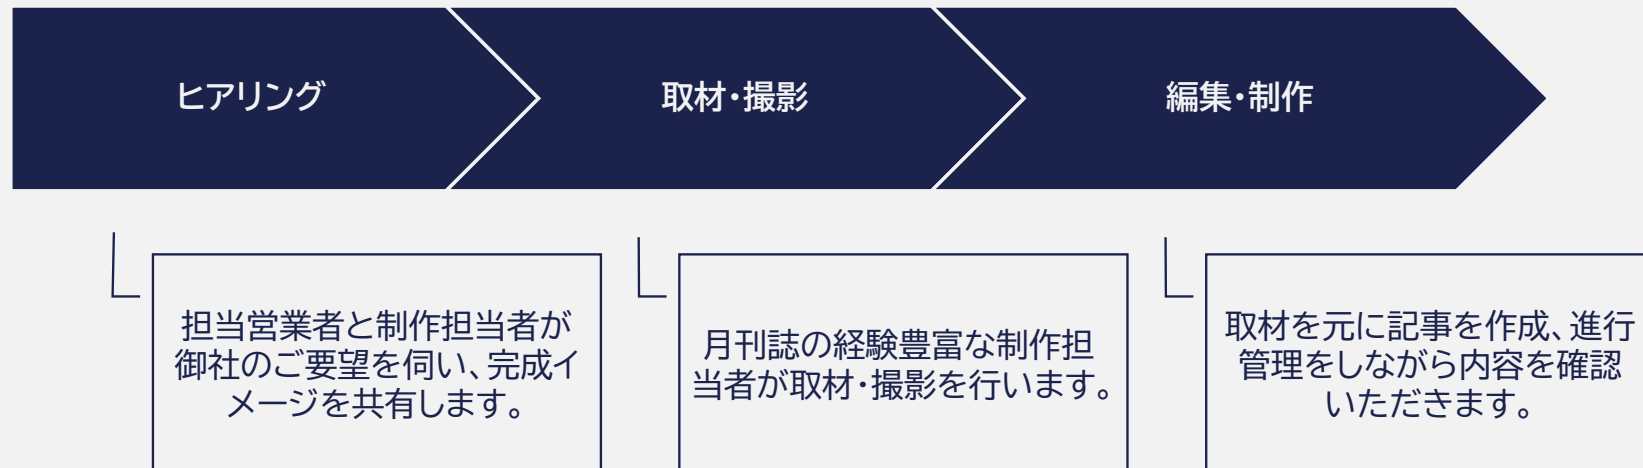 ヒアリング
取材・撮影
編集・制作
担当営業者と制作担当者が
御社のご要望を伺い、完成イ
メージを共有します。
月刊誌の経験豊富な制作担
当者が取材・撮影を行います。
取材を元に記事を作成、進行
管理をしながら内容を確認
いただきます。